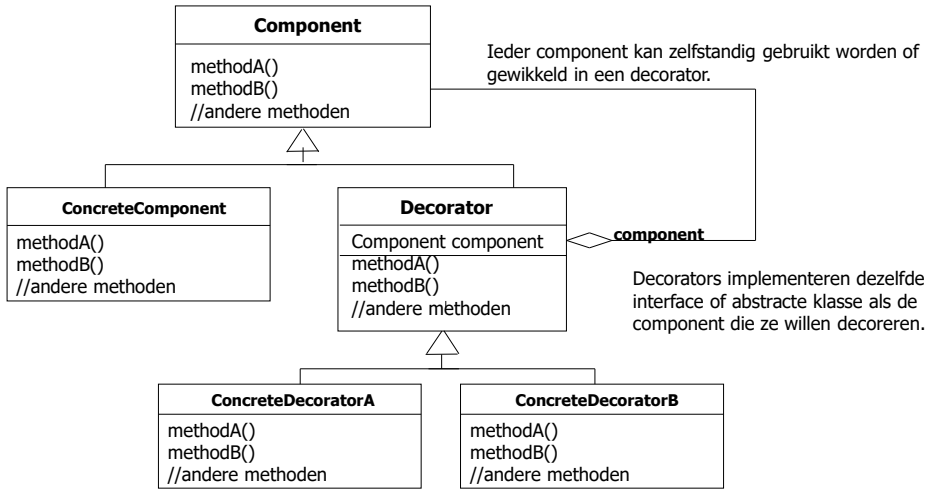 Component
methodA()
methodB()
//andere methoden
Ieder component kan zelfstandig gebruikt worden of
gewikkeld in een decorator.
ConcreteComponent
methodA()
methodB()
//andere methoden
Decorator
Component component
methodA()
methodB()
//andere methoden
component
Decorators implementeren dezelfde
interface of abstracte klasse als de
component die ze willen decoreren.
ConcreteDecoratorA
methodA()
methodB()
//andere methoden
ConcreteDecoratorB
methodA()
methodB()
//andere methoden